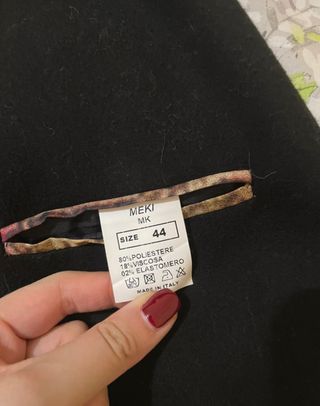 MEKI
MK
SIZE 44
80%POLIESTERE
18%VISCOSA
02% ELASTOMERO
MADE IN ITALY